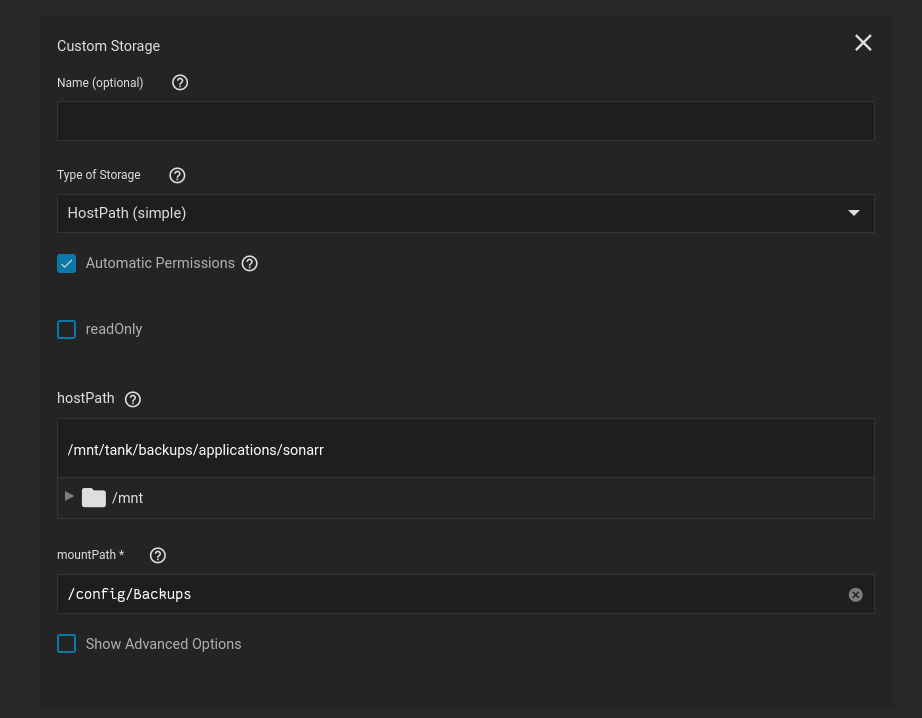 Custom Storage
Name (optional)
Type of Storage
HostPath (simple)
Automatic Permissions
readOnly
hostPath
/mnt/tank/backups/applications/sonarr
/mnt
mountPath *
/config/Backups
Show Advanced Options